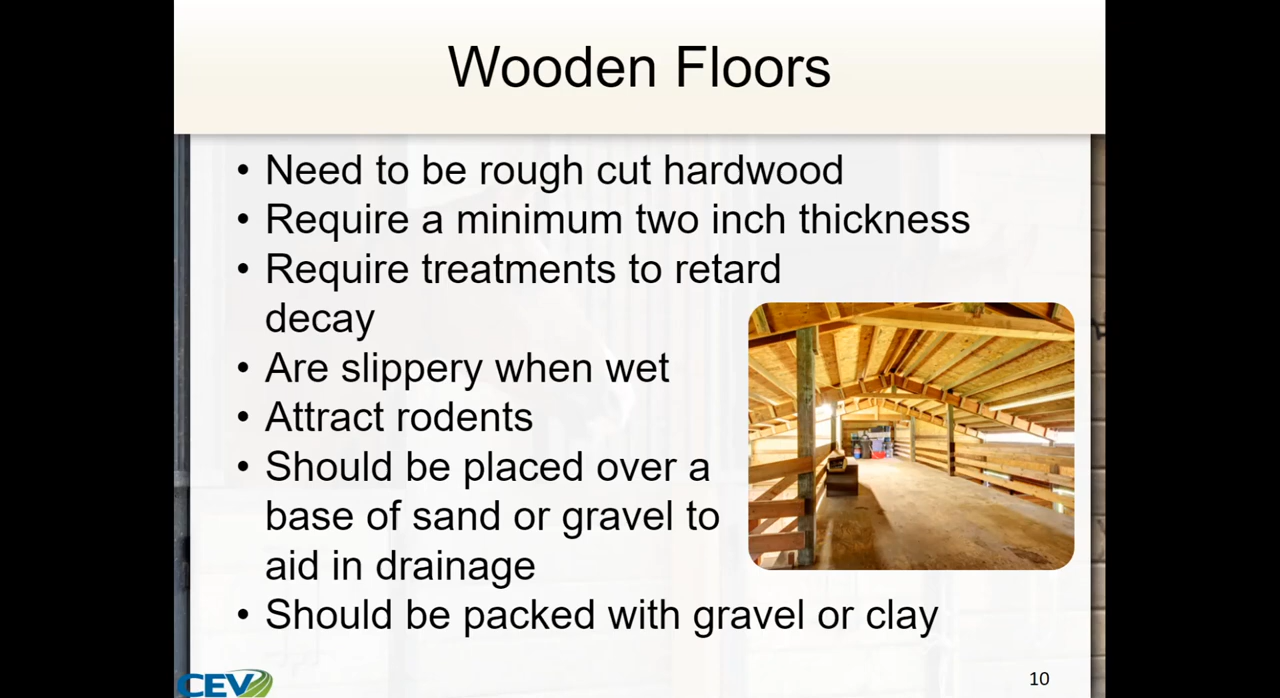 Wooden Floors
• Need to be rough cut hardwood
• Require a minimum two inch thickness
• Require treatments to retard
decay
• Are slippery when wet
• Attract rodents
• Should be placed over a
base of sand or gravel to
aid in drainage
• Should be packed with gravel or clay
CEV
10